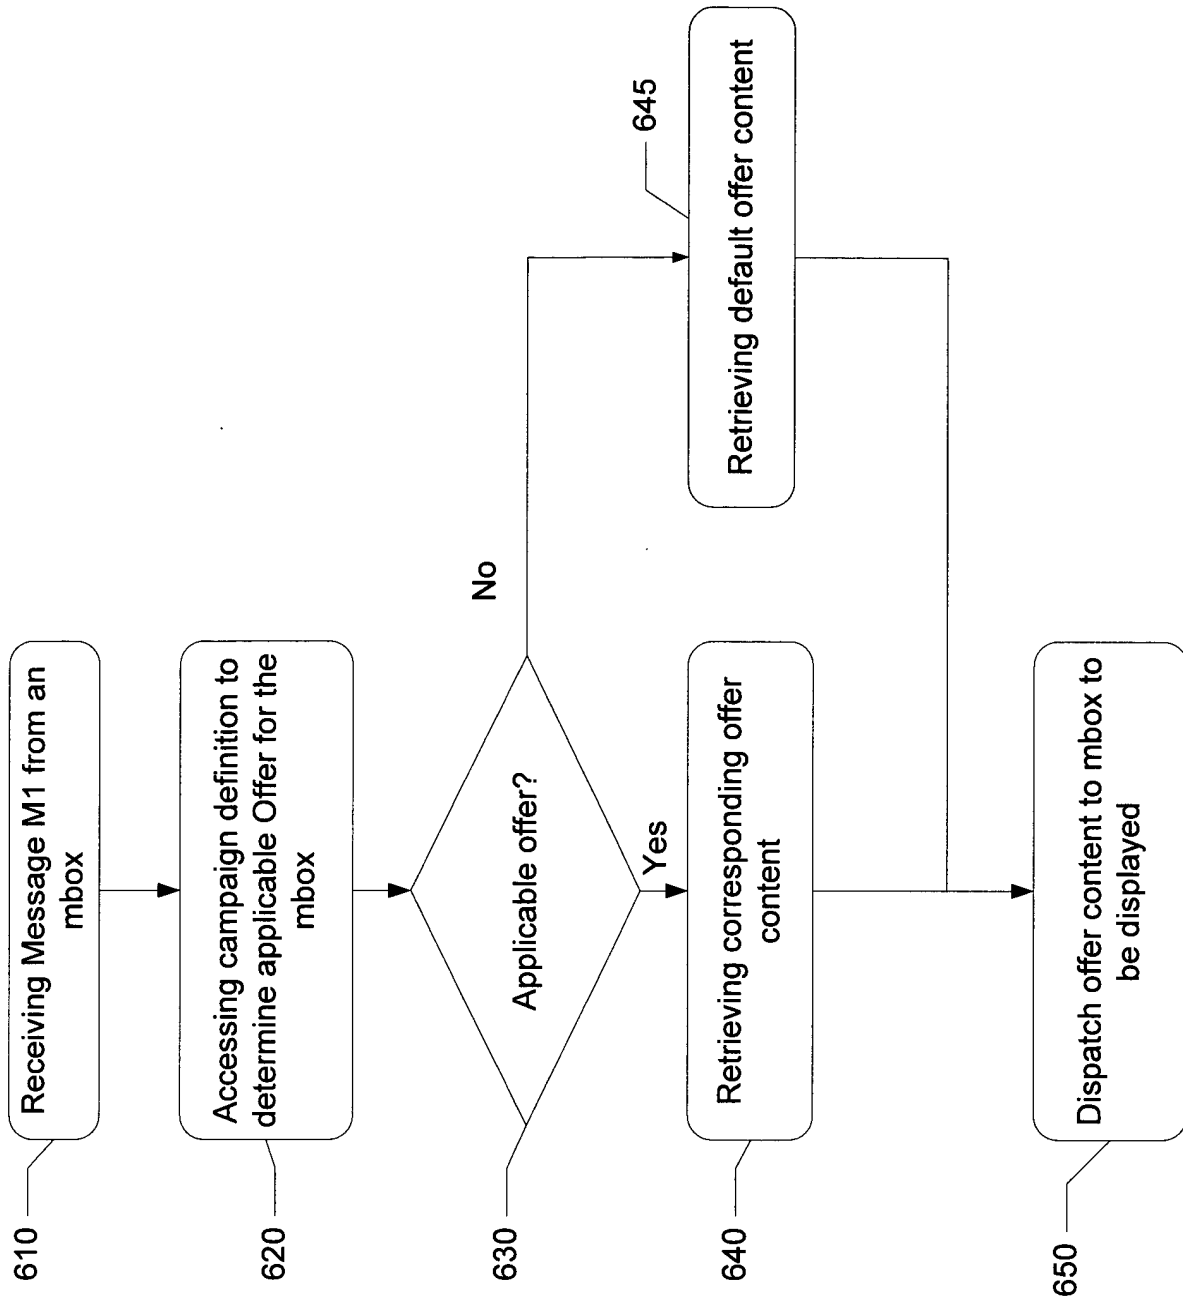 610
Receiving Message M1 from an
mbox
620
Accessing campaign definition to
determine applicable Offer for the
mbox
630
Applicable offer?
No
Yes
640
Retrieving corresponding offer
content
645
Retrieving default offer content
650
Dispatch offer content to mbox to
be displayed